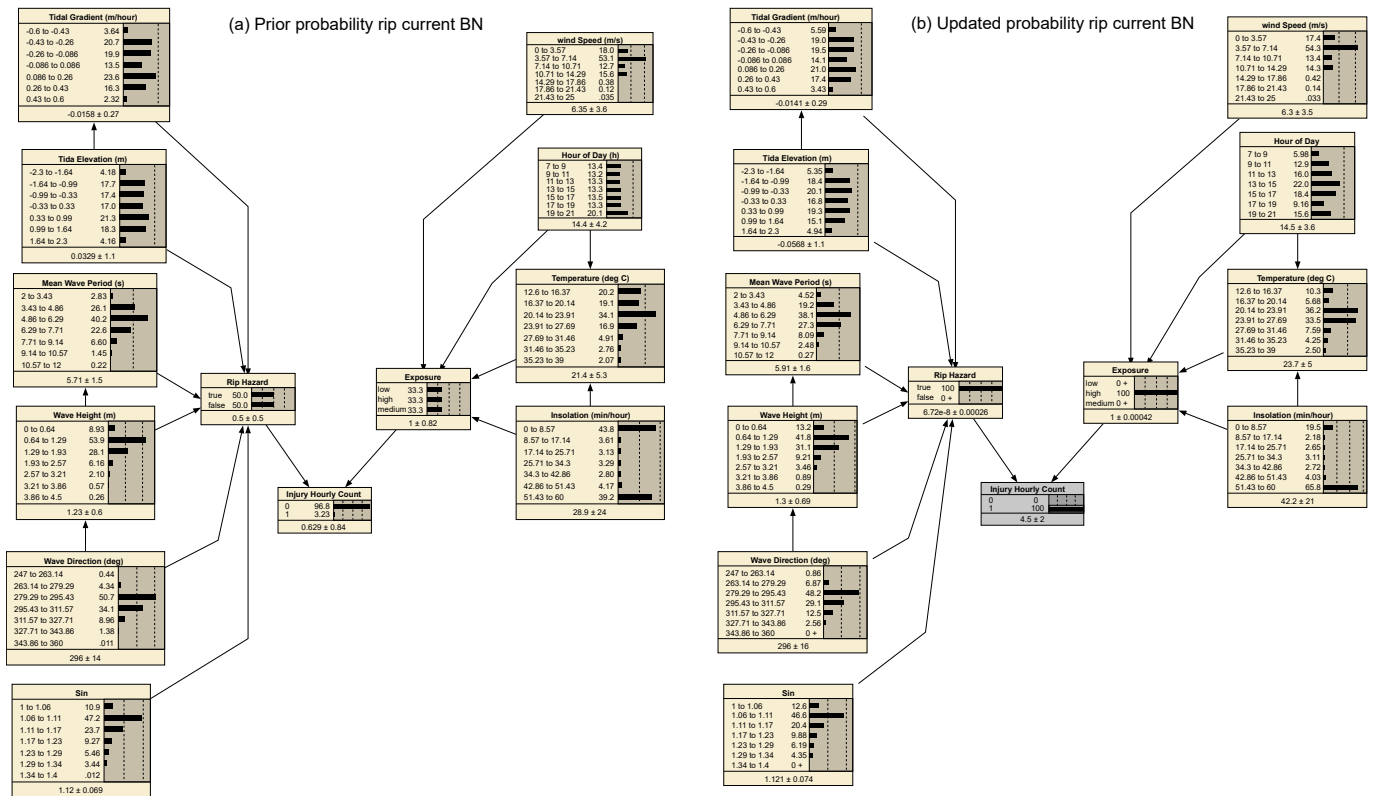 (a) Prior probability rip current BN
Tidal Gradient (m/hour)
-0.6 to -0.43 3.64
-0.43 to -0.26 20.7
-0.26 to -0.086 19.9
-0.086 to 0.086 13.5
0.086 to 0.26 23.6
0.26 to 0.43 16.3
0.43 to 0.6 2.32
-0.0158 ± 0.27
wind Speed (m/s)
0 to 3.57 18.0
3.57 to 7.14 53.1
7.14 to 10.71 12.7
10.71 to 14.29 15.6
14.29 to 17.86 0.38
17.86 to 21.43 0.12
21.43 to 25 .035
6.35 ± 3.6
Tida Elevation (m)
-2.3 to -1.64 4.18
-1.64 to -0.99 17.7
-0.99 to -0.33 17.4
-0.33 to 0.33 17.0
0.33 to 0.99 21.3
0.99 to 1.64 18.3
1.64 to 2.3 4.16
0.0329 ± 1.1
Hour of Day (h)
7 to 9 13.4
9 to 11 13.2
11 to 13 13.3
13 to 15 13.3
15 to 17 13.5
17 to 19 13.3
19 to 21 20.1
14.4 ± 4.2
Mean Wave Period (s)
2 to 3.43 2.83
3.43 to 4.86 26.1
4.86 to 6.29 40.2
6.29 to 7.71 22.6
7.71 to 9.14 6.60
9.14 to 10.57 1.45
10.57 to 12 0.22
5.71 ± 1.5
Temperature (deg C)
12.6 to 16.37 20.2
16.37 to 20.14 19.1
20.14 to 23.91 34.1
23.91 to 27.69 16.9
27.69 to 31.46 4.91
31.46 to 35.23 2.76
35.23 to 39 2.07
21.4 ± 5.3
Rip Hazard
true 50.0
false 50.0
0.5 ± 0.5
Exposure
low 33.3
high 33.3
medium 33.3
1 ± 0.82
Wave Height (m)
0 to 0.64 8.93
0.64 to 1.29 53.9
1.29 to 1.93 28.1
1.93 to 2.57 6.16
2.57 to 3.21 2.10
3.21 to 3.86 0.57
3.86 to 4.5 0.26
1.23 ± 0.6
Insolation (min/hour)
0 to 8.57 43.8
8.57 to 17.14 3.61
17.14 to 25.71 3.13
25.71 to 34.3 3.29
34.3 to 42.86 2.80
42.86 to 51.43 4.17
51.43 to 60 39.2
28.9 ± 24
Injury Hourly Count
0 96.8
1 3.23
0.629 ± 0.84
Wave Direction (deg)
247 to 263.14 0.44
263.14 to 279.29 4.34
279.29 to 295.43 50.7
295.43 to 311.57 34.1
311.57 to 327.71 8.96
327.71 to 343.86 1.38
343.86 to 360 .011
296 ± 14
Sin
1 to 1.06 10.9
1.06 to 1.11 47.2
1.11 to 1.17 23.7
1.17 to 1.23 9.27
1.23 to 1.29 5.46
1.29 to 1.34 3.44
1.34 to 1.4 .012
1.12 ± 0.069
(b) Updated probability rip current BN
Tidal Gradient (m/hour)
-0.6 to -0.43 5.59
-0.43 to -0.26 19.0
-0.26 to -0.086 19.5
-0.086 to 0.086 14.1
0.086 to 0.26 21.0
0.26 to 0.43 17.4
0.43 to 0.6 3.43
-0.0141 ± 0.29
wind Speed (m/s)
0 to 3.57 17.4
3.57 to 7.14 54.3
7.14 to 10.71 13.4
10.71 to 14.29 14.3
14.29 to 17.86 0.42
17.86 to 21.43 0.14
21.43 to 25 .033
6.3 ± 3.5
Tida Elevation (m)
-2.3 to -1.64 5.35
-1.64 to -0.99 18.4
-0.99 to -0.33 20.1
-0.33 to 0.33 16.8
0.33 to 0.99 19.3
0.99 to 1.64 15.1
1.64 to 2.3 4.94
-0.0568 ± 1.1
Hour of Day
7 to 9 5.98
9 to 11 12.9
11 to 13 16.0
13 to 15 22.0
15 to 17 18.4
17 to 19 9.16
19 to 21 15.6
14.5 ± 3.6
Mean Wave Period (s)
2 to 3.43 4.52
3.43 to 4.86 19.2
4.86 to 6.29 38.1
6.29 to 7.71 27.3
7.71 to 9.14 8.09
9.14 to 10.57 2.48
10.57 to 12 0.27
5.91 ± 1.6
Temperature (deg C)
12.6 to 16.37 10.3
16.37 to 20.14 5.68
20.14 to 23.91 36.2
23.91 to 27.69 33.5
27.69 to 31.46 7.59
31.46 to 35.23 4.25
35.23 to 39 2.50
23.7 ± 5
Rip Hazard
true 100
false 0 +
6.72e-8 ± 0.00026
Exposure
low 0 +
high 100
medium 0 +
1 ± 0.00042
Wave Height (m)
0 to 0.64 13.2
0.64 to 1.29 41.8
1.29 to 1.93 31.1
1.93 to 2.57 9.21
2.57 to 3.21 3.46
3.21 to 3.86 0.89
3.86 to 4.5 0.29
1.3 ± 0.69
Insolation (min/hour)
0 to 8.57 19.5
8.57 to 17.14 2.18
17.14 to 25.71 2.65
25.71 to 34.3 3.11
34.3 to 42.86 2.72
42.86 to 51.43 4.03
51.43 to 60 65.8
42.2 ± 21
Injury Hourly Count
0 0
1 100
4.5 ± 2
Wave Direction (deg)
247 to 263.14 0.86
263.14 to 279.29 6.87
279.29 to 295.43 48.2
295.43 to 311.57 29.1
311.57 to 327.71 12.5
327.71 to 343.86 2.56
343.86 to 360 0 +
296 ± 16
Sin
1 to 1.06 12.6
1.06 to 1.11 46.6
1.11 to 1.17 20.4
1.17 to 1.23 9.88
1.23 to 1.29 6.19
1.29 to 1.34 4.35
1.34 to 1.4 0 +
1.121 ± 0.074